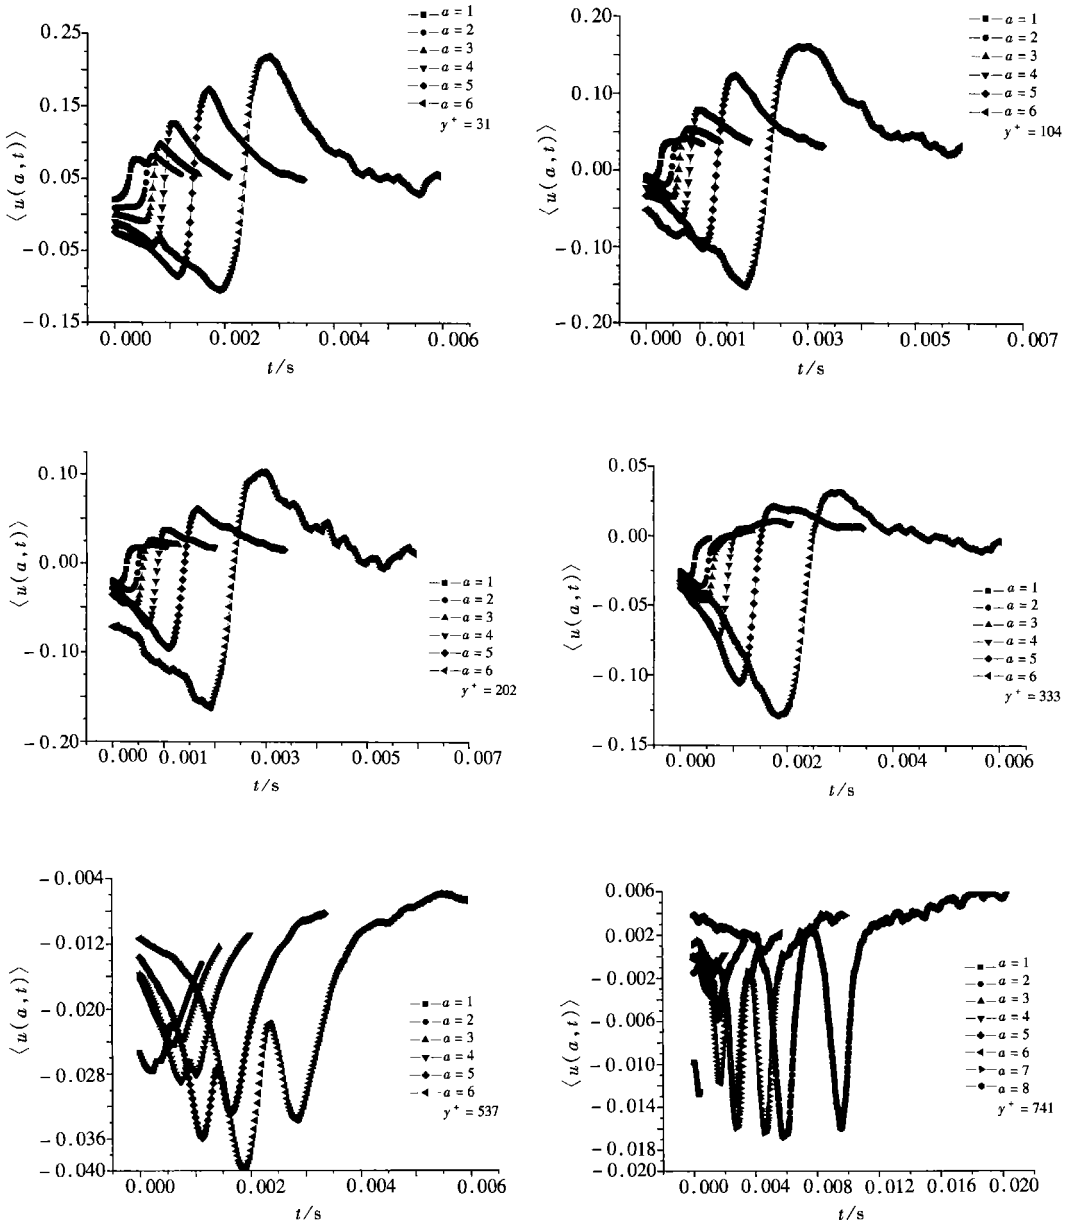 0.25
0.15
0.05
−0.05
−0.15
⟨u(a,t)⟩
a=1
a=2
a=3
a=4
a=5
a=6
y⁺=31
0.000 0.002 0.004 0.006
t/s
0.20
0.10
0.00
−0.10
−0.20
⟨u(a,t)⟩
a=1
a=2
a=3
a=4
a=5
a=6
y⁺=104
0.000 0.001 0.003 0.005 0.007
t/s
0.10
0.00
−0.10
−0.20
⟨u(a,t)⟩
a=1
a=2
a=3
a=4
a=5
a=6
y⁺=202
0.000 0.001 0.003 0.005 0.007
t/s
0.05
0.00
−0.05
−0.10
−0.15
⟨u(a,t)⟩
a=1
a=2
a=3
a=4
a=5
a=6
y⁺=333
0.000 0.002 0.004 0.006
t/s
−0.004
−0.012
−0.020
−0.028
−0.036
−0.040
⟨u(a,t)⟩
a=1
a=2
a=3
a=4
a=5
a=6
y⁺=537
0.000 0.002 0.004 0.006
t/s
0.006
0.002
−0.002
−0.006
−0.010
−0.014
−0.018
−0.020
⟨u(a,t)⟩
a=1
a=2
a=3
a=4
a=5
a=6
a=7
a=8
y⁺=741
0.000 0.004 0.008 0.012 0.016 0.020
t/s